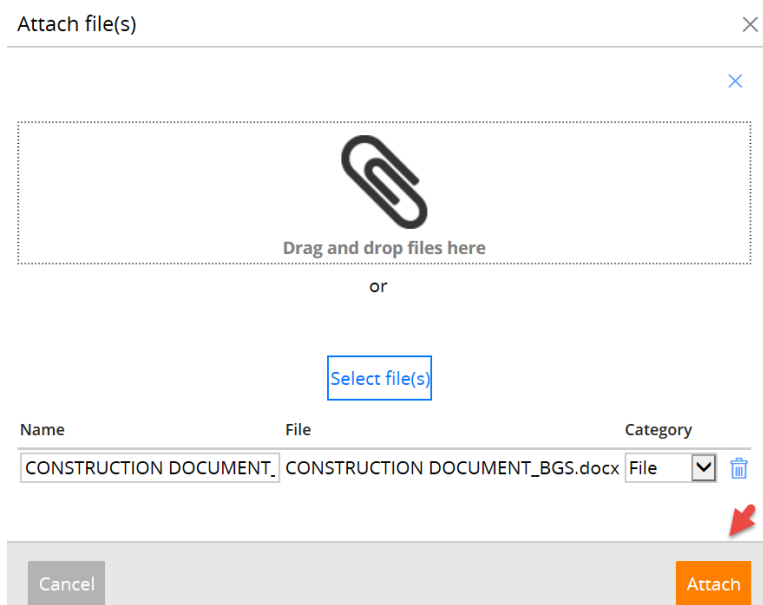 Attach file(s)
Drag and drop files here
or
Select file(s)
Name File Category
CONSTRUCTION DOCUMENT_ CONSTRUCTION DOCUMENT_BGS.docx File
Cancel Attach